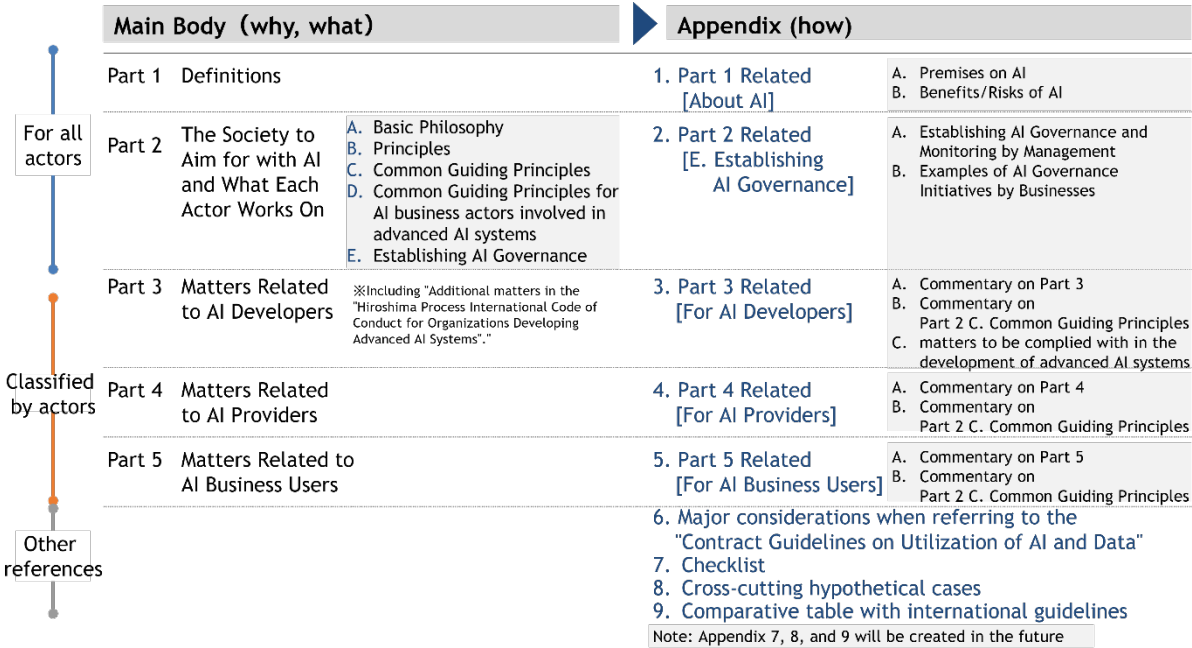 Main Body (why, what)
Appendix (how)
For all
actors
Part 1 Definitions
1. Part 1 Related
[About AI]
A. Premises on AI
B. Benefits/Risks of AI
Part 2 The Society to
Aim for with AI
and What Each
Actor Works On
A. Basic Philosophy
B. Principles
C. Common Guiding Principles
D. Common Guiding Principles for
AI business actors involved in
advanced AI systems
E. Establishing AI Governance
2. Part 2 Related
[E. Establishing
AI Governance]
A. Establishing AI Governance and
Monitoring by Management
B. Examples of AI Governance
Initiatives by Businesses
Classified
by actors
Part 3 Matters Related
to AI Developers
※Including "Additional matters in the
"Hiroshima Process International Code of
Conduct for Organizations Developing
Advanced AI Systems"."
3. Part 3 Related
[For AI Developers]
A. Commentary on Part 3
B. Commentary on
Part 2 C. Common Guiding Principles
C. matters to be complied with in the
development of advanced AI systems
Part 4 Matters Related
to AI Providers
4. Part 4 Related
[For AI Providers]
A. Commentary on Part 4
B. Commentary on
Part 2 C. Common Guiding Principles
Part 5 Matters Related to
AI Business Users
5. Part 5 Related
[For AI Business Users]
A. Commentary on Part 5
B. Commentary on
Part 2 C. Common Guiding Principles
Other
references
6. Major considerations when referring to the
"Contract Guidelines on Utilization of AI and Data"
7. Checklist
8. Cross-cutting hypothetical cases
9. Comparative table with international guidelines
Note: Appendix 7, 8, and 9 will be created in the future